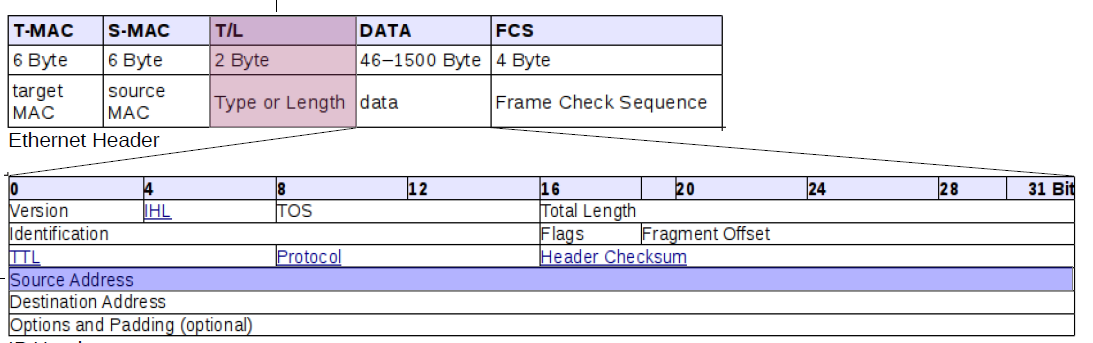 T-MAC S-MAC T/L DATA FCS
6 Byte 6 Byte 2 Byte 46–1500 Byte 4 Byte
target MAC source MAC Type or Length data Frame Check Sequence
Ethernet Header
0 4 8 12 16 20 24 28 31 Bit
Version IHL TOS Total Length
Identification Flags Fragment Offset
TTL Protocol Header Checksum
Source Address
Destination Address
Options and Padding (optional)